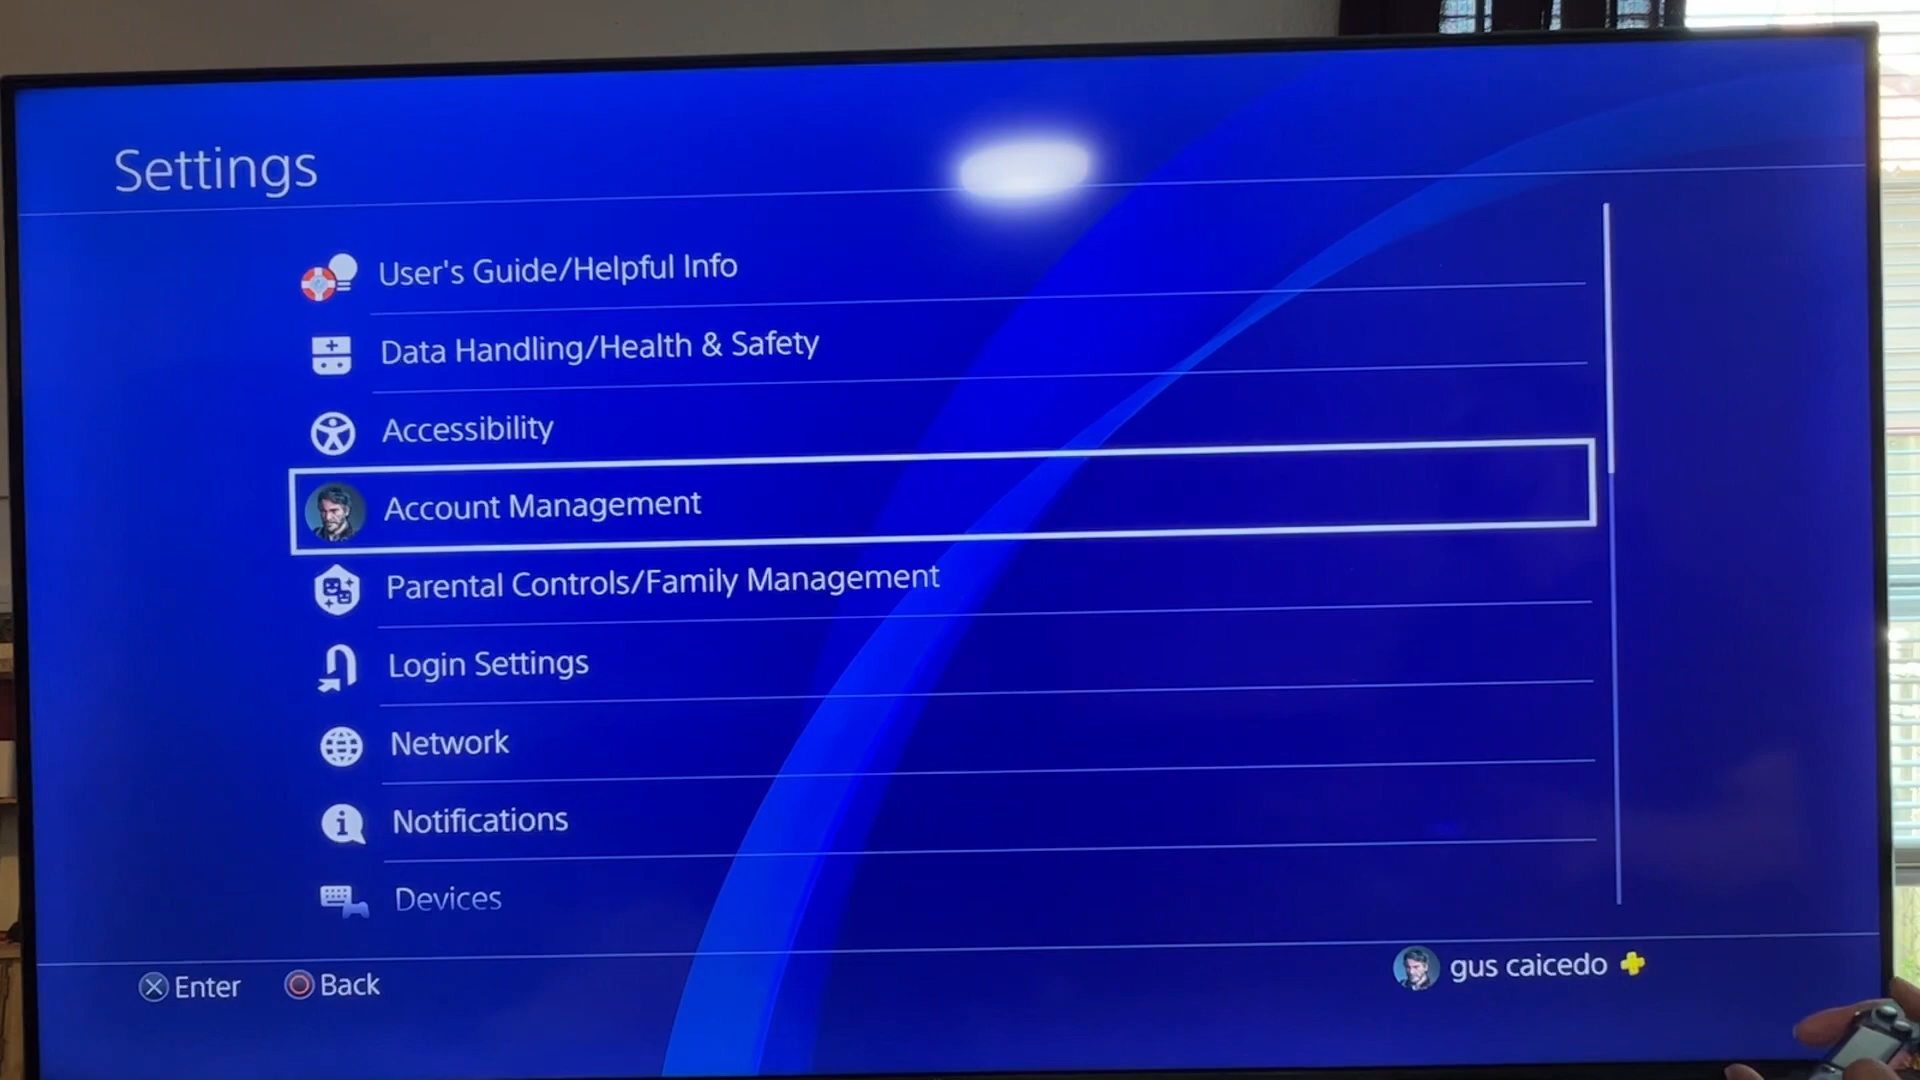 Settings
User's Guide/Helpful Info
Data Handling/Health & Safety
Accessibility
Account Management
Parental Controls/Family Management
Login Settings
Network
Notifications
Devices
Enter Back
gus caicedo